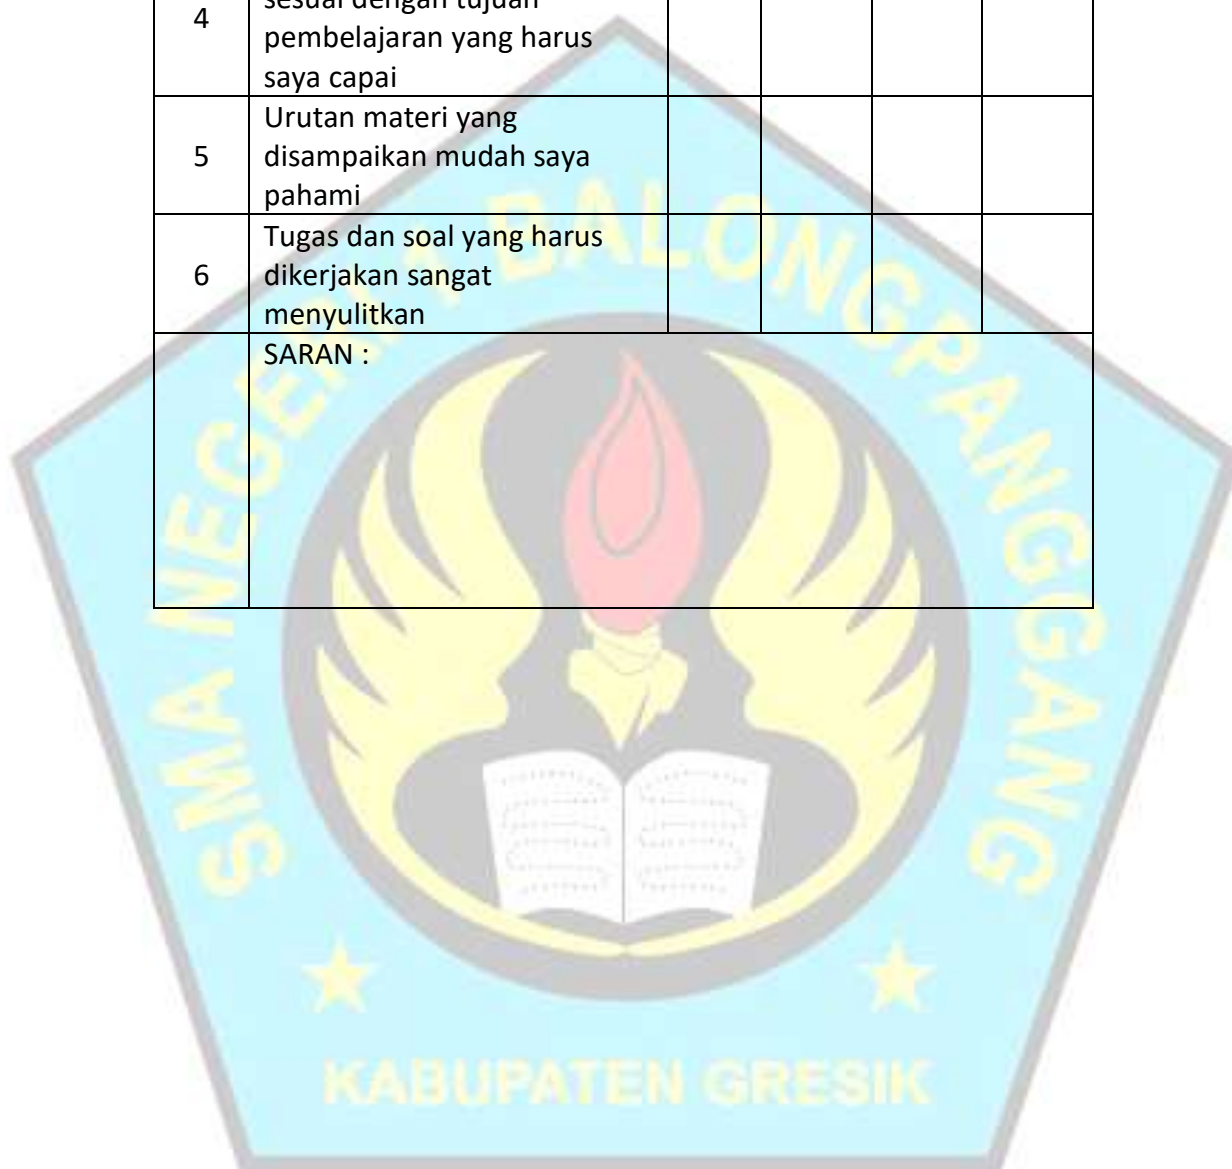 4
sesuai dengan tujuan
pembelajaran yang harus
saya capai
5
Urutan materi yang
disampaikan mudah saya
pahami
6
Tugas dan soal yang harus
dikerjakan sangat
menyulitkan
SARAN :
SMA NEGERI 1 BALONGPANGGANG
KABUPATEN GRESIK